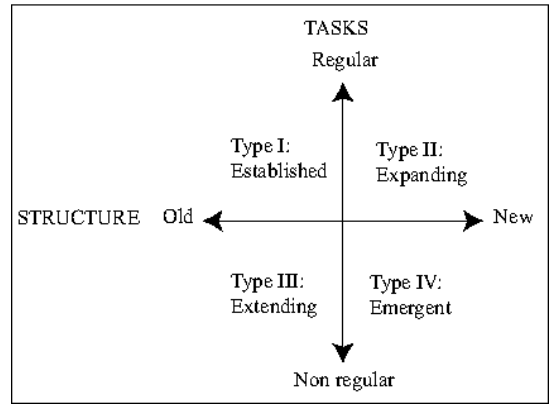 TASKS
Regular
Type I:
Established
Type II:
Expanding
STRUCTURE Old
New
Type III:
Extending
Type IV:
Emergent
Non regular